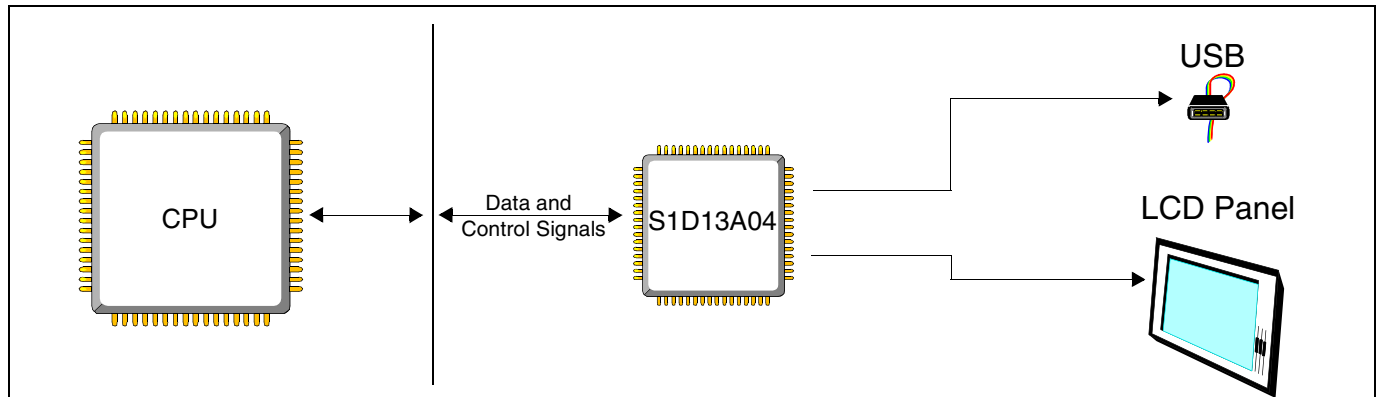 CPU
Data and
Control Signals
S1D13A04
USB
LCD Panel